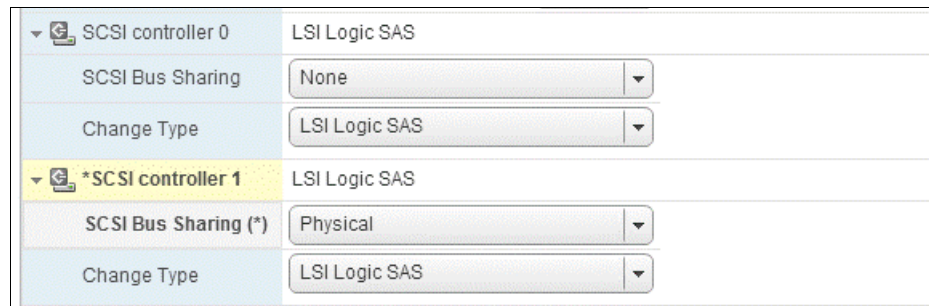 SCSI controller 0 LSI Logic SAS
SCSI Bus Sharing None
Change Type LSI Logic SAS
*SCSI controller 1 LSI Logic SAS
SCSI Bus Sharing (*) Physical
Change Type LSI Logic SAS